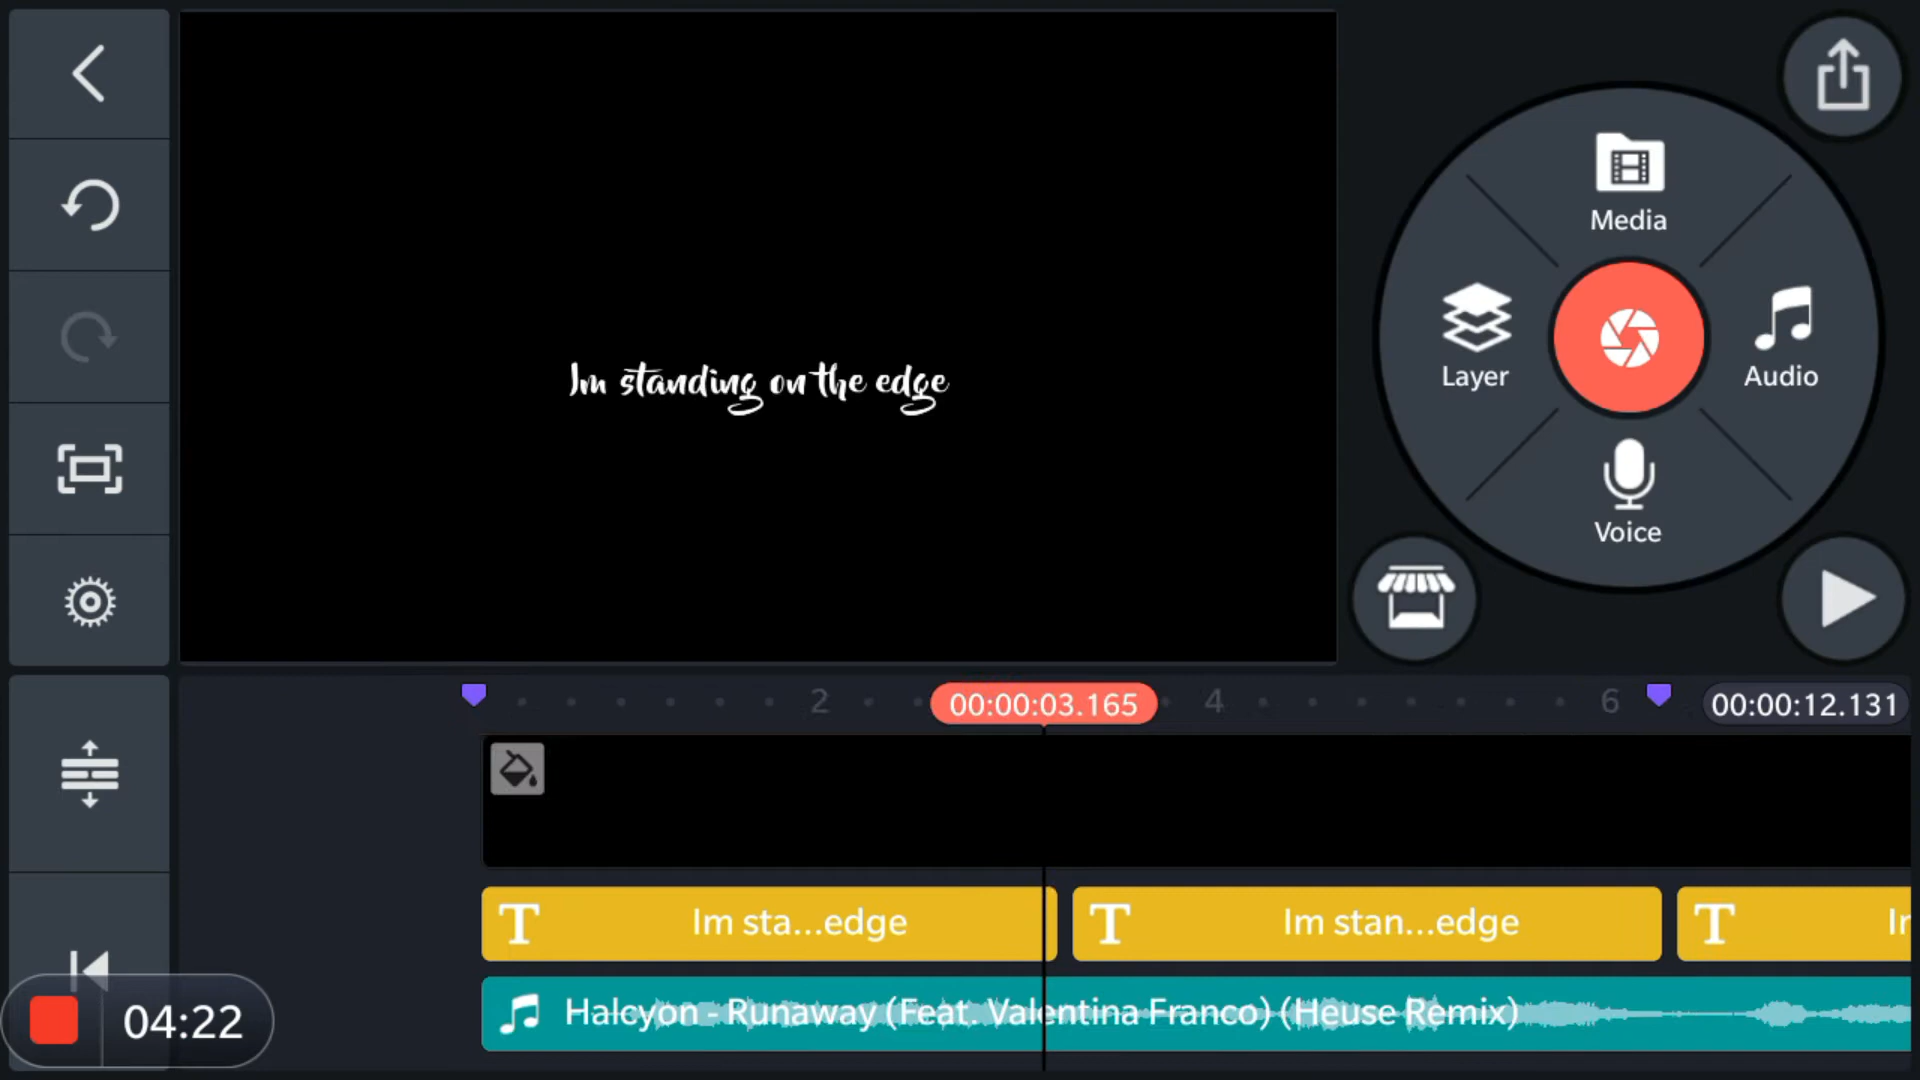 Im standing on the edge
Media
Layer
Audio
Voice
2
00:00:03.165
4
6
00:00:12.131
T Im sta...edge
T Im stan...edge
T Ir
Halcyon - Runaway (Feat. Valentina Franco) (Heuse Remix)
04:22